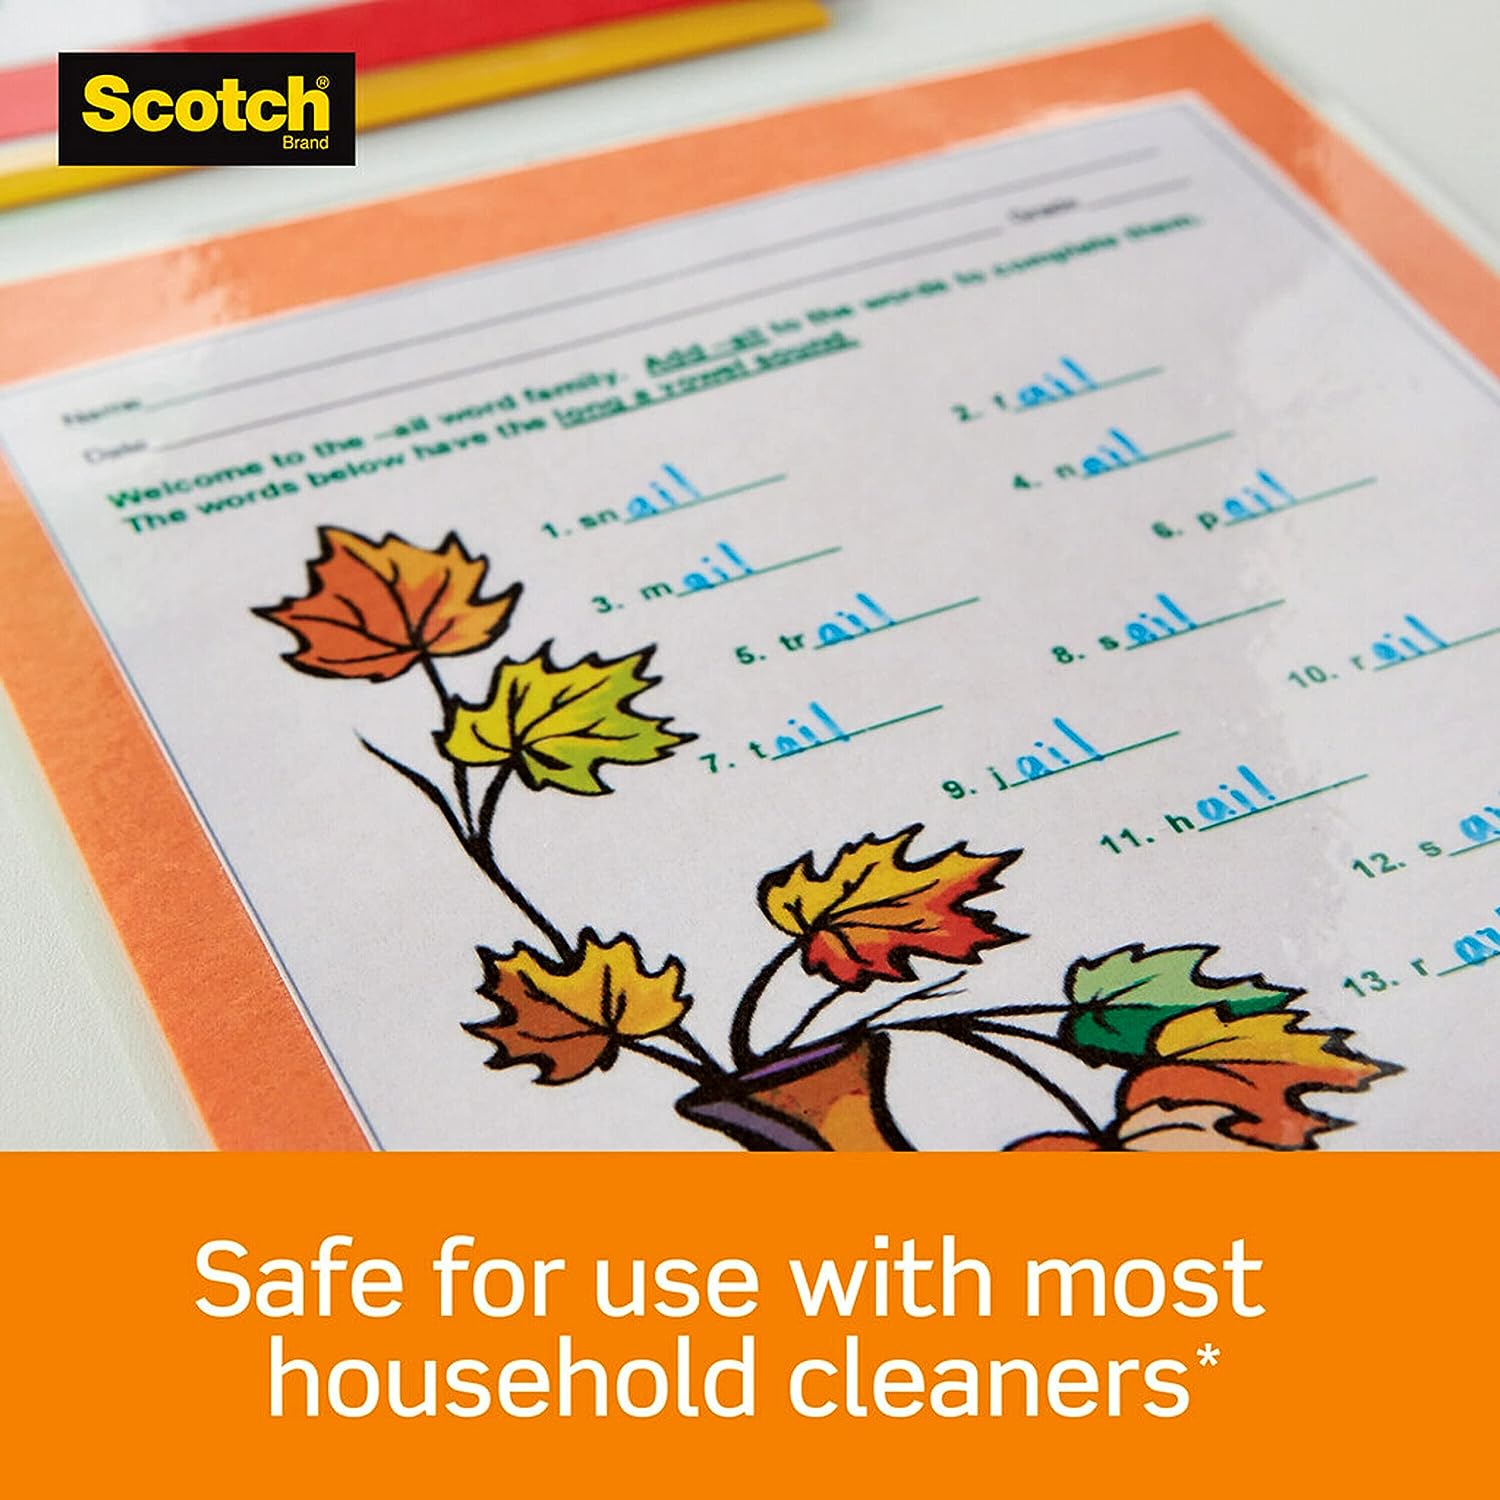 Scotch®
Brand
Name
Date Grade
Welcome to the –ail word family. Add –ail to the words to complete them.
The words below have the long a vowel sound.
1. snail
2. fail
3. mail
4. nail
5. trail
6. pail
7. tail
8. sail
9. jail
10. rail
11. hail
12. s
13. r
Safe for use with most
household cleaners*